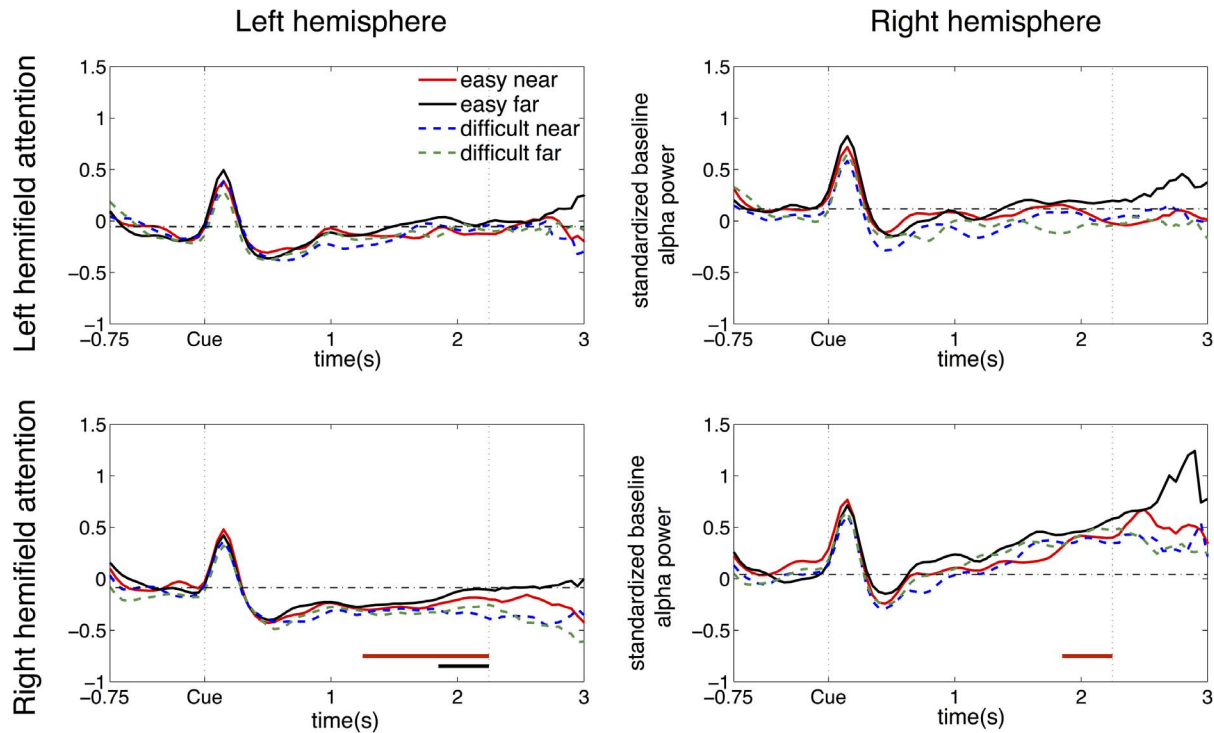 Left hemisphere
Right hemisphere
Left hemifield attention
1.5
1
0.5
0
−0.5
−1
−0.75
Cue
1
2
3
time(s)
easy near
easy far
difficult near
difficult far
standardized baseline
alpha power
1.5
1
0.5
0
−0.5
−1
−0.75
Cue
1
2
3
time(s)
Right hemifield attention
1.5
1
0.5
0
−0.5
−1
−0.75
Cue
1
2
3
time(s)
standardized baseline
alpha power
1.5
1
0.5
0
−0.5
−1
−0.75
Cue
1
2
3
time(s)